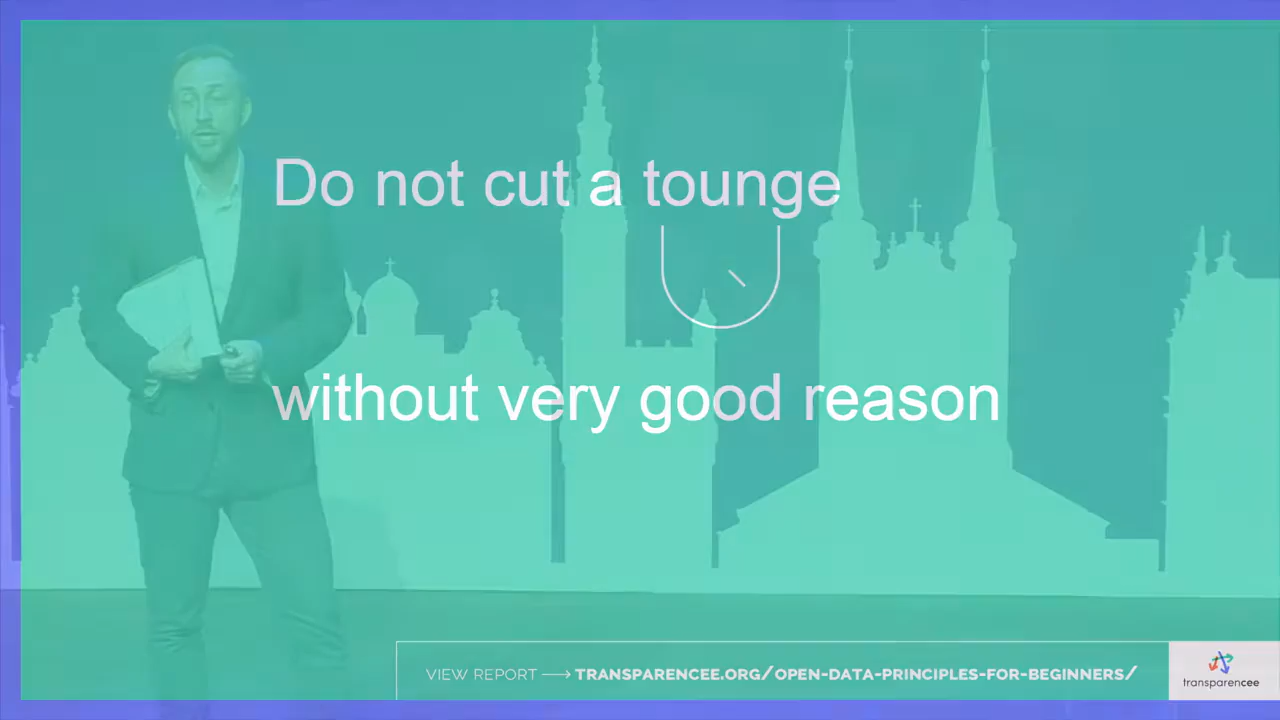 Do not cut a tounge
without very good reason
VIEW REPORT TRANSPARENCEE.ORG/OPEN-DATA-PRINCIPLES-FOR-BEGINNERS/
transparencee